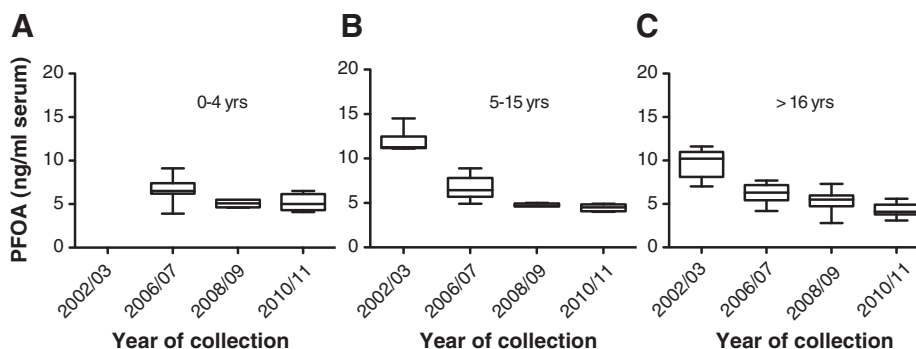 A
B
C
PFOA (ng/ml serum)
20
15
10
5
0
0-4 yrs
2002/03
2006/07
2008/09
2010/11
Year of collection
20
15
10
5
0
5-15 yrs
2002/03
2006/07
2008/09
2010/11
Year of collection
20
15
10
5
0
> 16 yrs
2002/03
2006/07
2008/09
2010/11
Year of collection